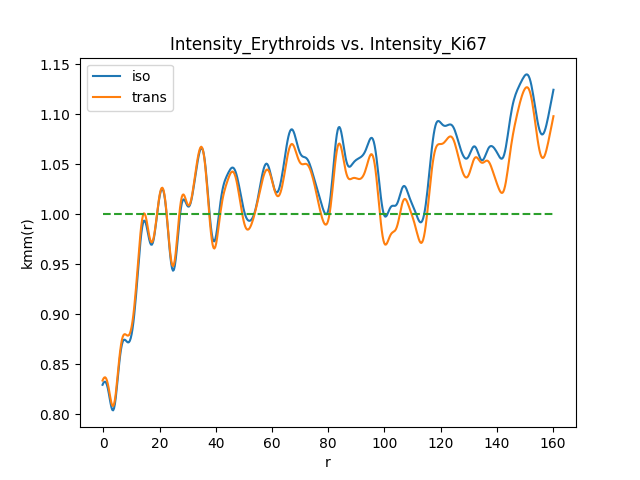 Intensity_Erythroids vs. Intensity_Ki67
iso
trans
kmm(r)
1.15
1.10
1.05
1.00
0.95
0.90
0.85
0.80
0 20 40 60 80 100 120 140 160
r